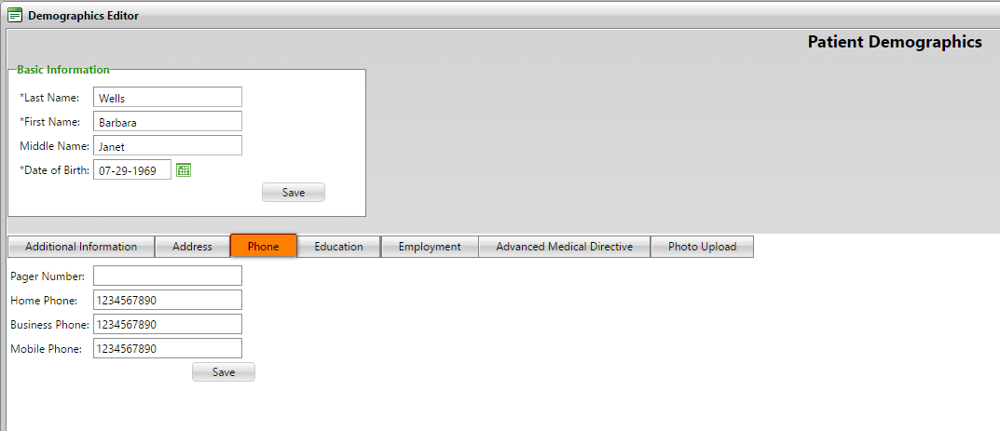 Demographics Editor
Patient Demographics
Basic Information
*Last Name: Wells
*First Name: Barbara
Middle Name: Janet
*Date of Birth: 07-29-1969
Save
Additional Information Address Phone Education Employment Advanced Medical Directive Photo Upload
Pager Number:
Home Phone: 1234567890
Business Phone: 1234567890
Mobile Phone: 1234567890
Save